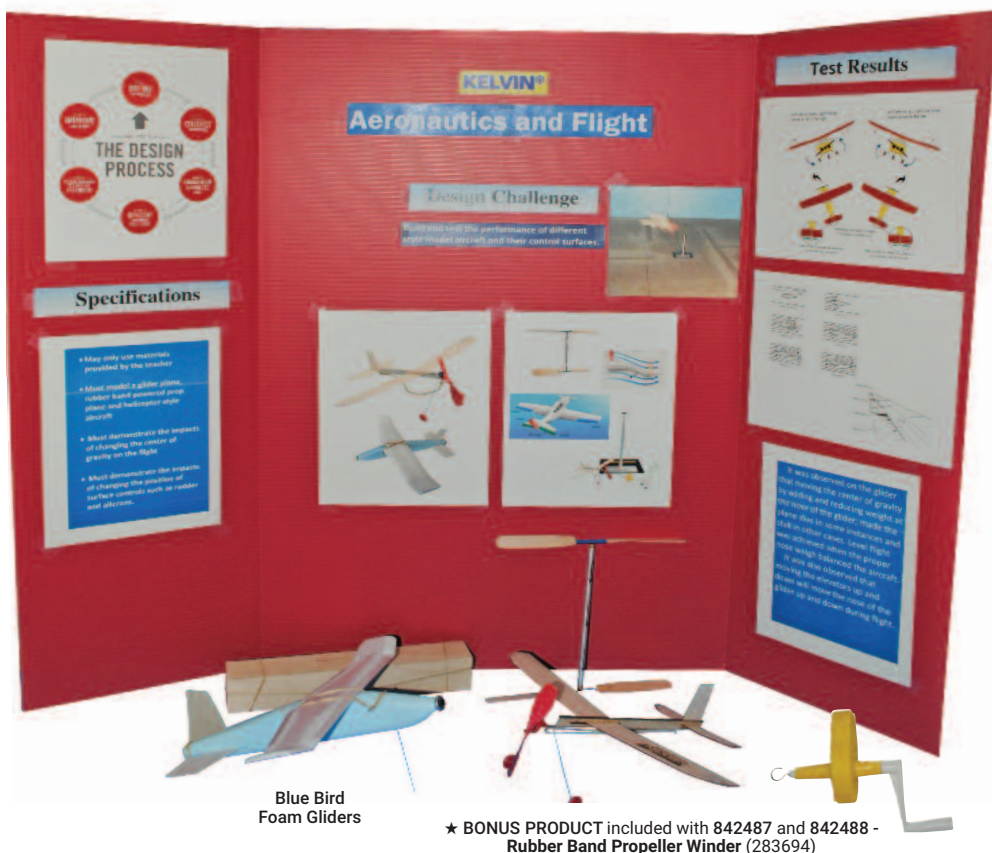 THE DESIGN
PROCESS
Specifications
• May only use materials
provided by the teacher
• Must model a glider plane,
rubber band powered prop
plane and helicopter style
aircraft
• Must demonstrate the impacts
of changing the center of
gravity on the flight
• Must demonstrate the impacts
of changing the position of
surface controls such as rudder
and ailerons.
KELVIN®
Aeronautics and Flight
Design Challenge
Build and test the performance of different
style model aircraft and their control surfaces.
Test Results
It was observed on the glider
that moving the center of gravity
by adding and reducing weight at
the nose of the glider; made the
plane dive in some instances and
stall in other cases. Level flight
was achieved when the proper
nose weigh balanced the aircraft.
It was also observed that
moving the elevators up and
down will move the nose of the
glider up and down during flight.
Blue Bird
Foam Gliders
★ BONUS PRODUCT included with 842487 and 842488 -
Rubber Band Propeller Winder (283694)